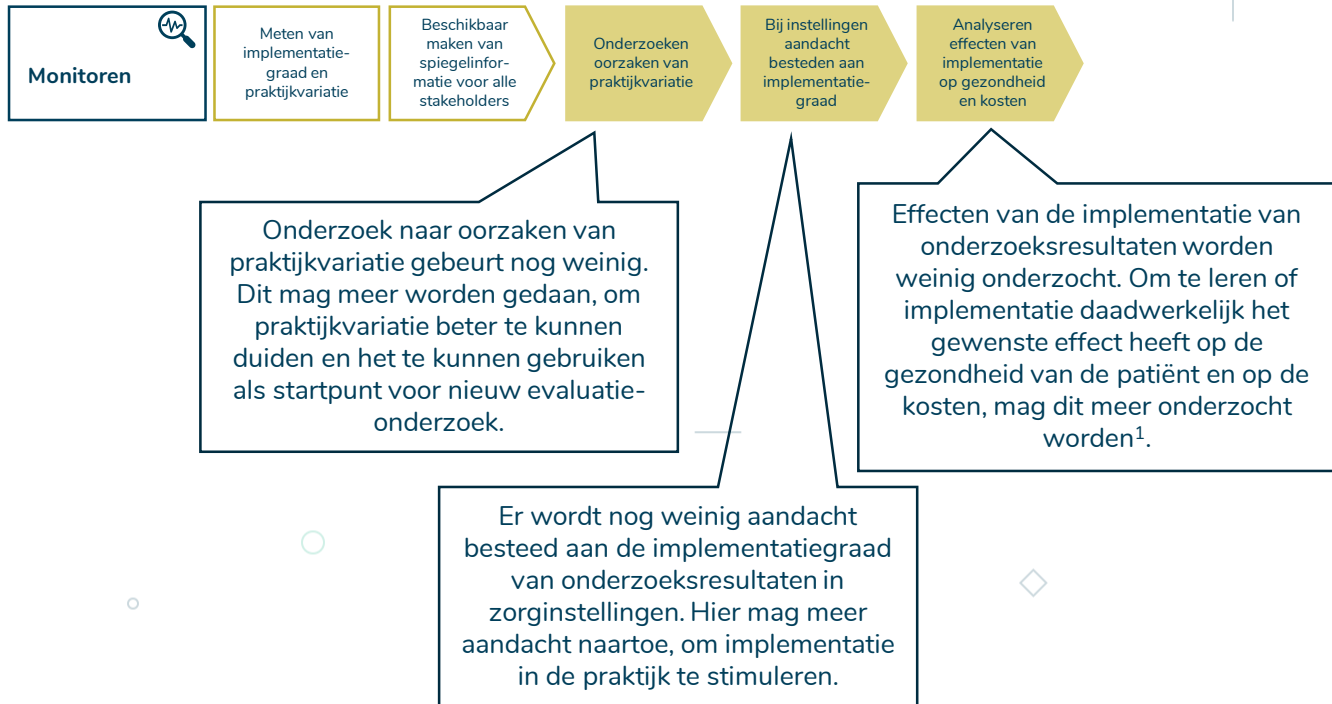 Monitoren
Meten van
implementatie-
graad en
praktijkvariatie
Beschikbaar
maken van
spiegelinfor-
matie voor alle
stakeholders
Onderzoeken
oorzaken van
praktijkvariatie
Bij instellingen
aandacht
besteden aan
implementatie-
graad
Analyseren
effecten van
implementatie
op gezondheid
en kosten
Onderzoek naar oorzaken van
praktijkvariatie gebeurt nog weinig.
Dit mag meer worden gedaan, om
praktijkvariatie beter te kunnen
duiden en het te kunnen gebruiken
als startpunt voor nieuw evaluatie-
onderzoek.
Effecten van de implementatie van
onderzoeksresultaten worden
weinig onderzocht. Om te leren of
implementatie daadwerkelijk het
gewenste effect heeft op de
gezondheid van de patiënt en op de
kosten, mag dit meer onderzocht
worden¹.
Er wordt nog weinig aandacht
besteed aan de implementatiegraad
van onderzoeksresultaten in
zorginstellingen. Hier mag meer
aandacht naartoe, om implementatie
in de praktijk te stimuleren.